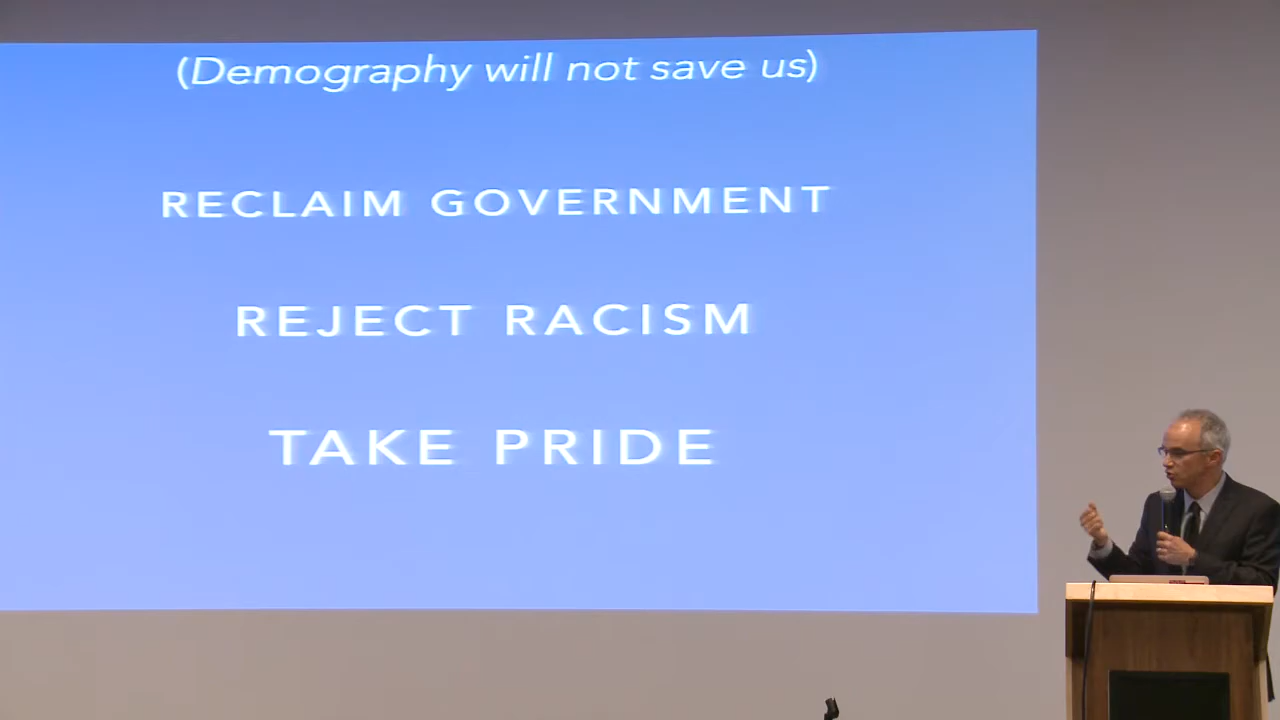 (Demography will not save us)
RECLAIM GOVERNMENT
REJECT RACISM
TAKE PRIDE